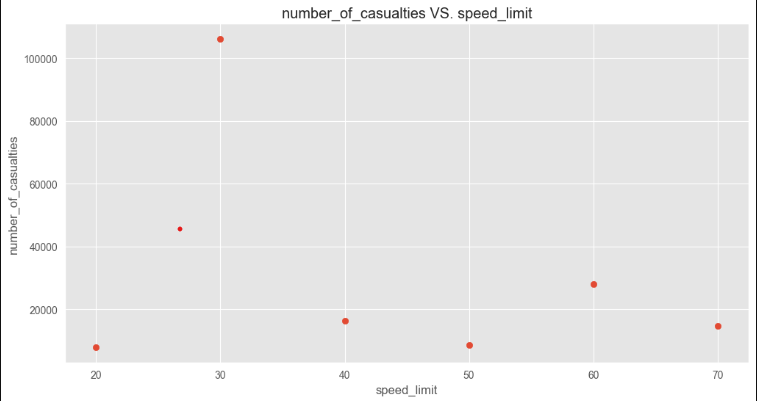 number_of_casualties VS. speed_limit
100000
80000
60000
40000
20000
number_of_casualties
20 30 40 50 60 70
speed_limit